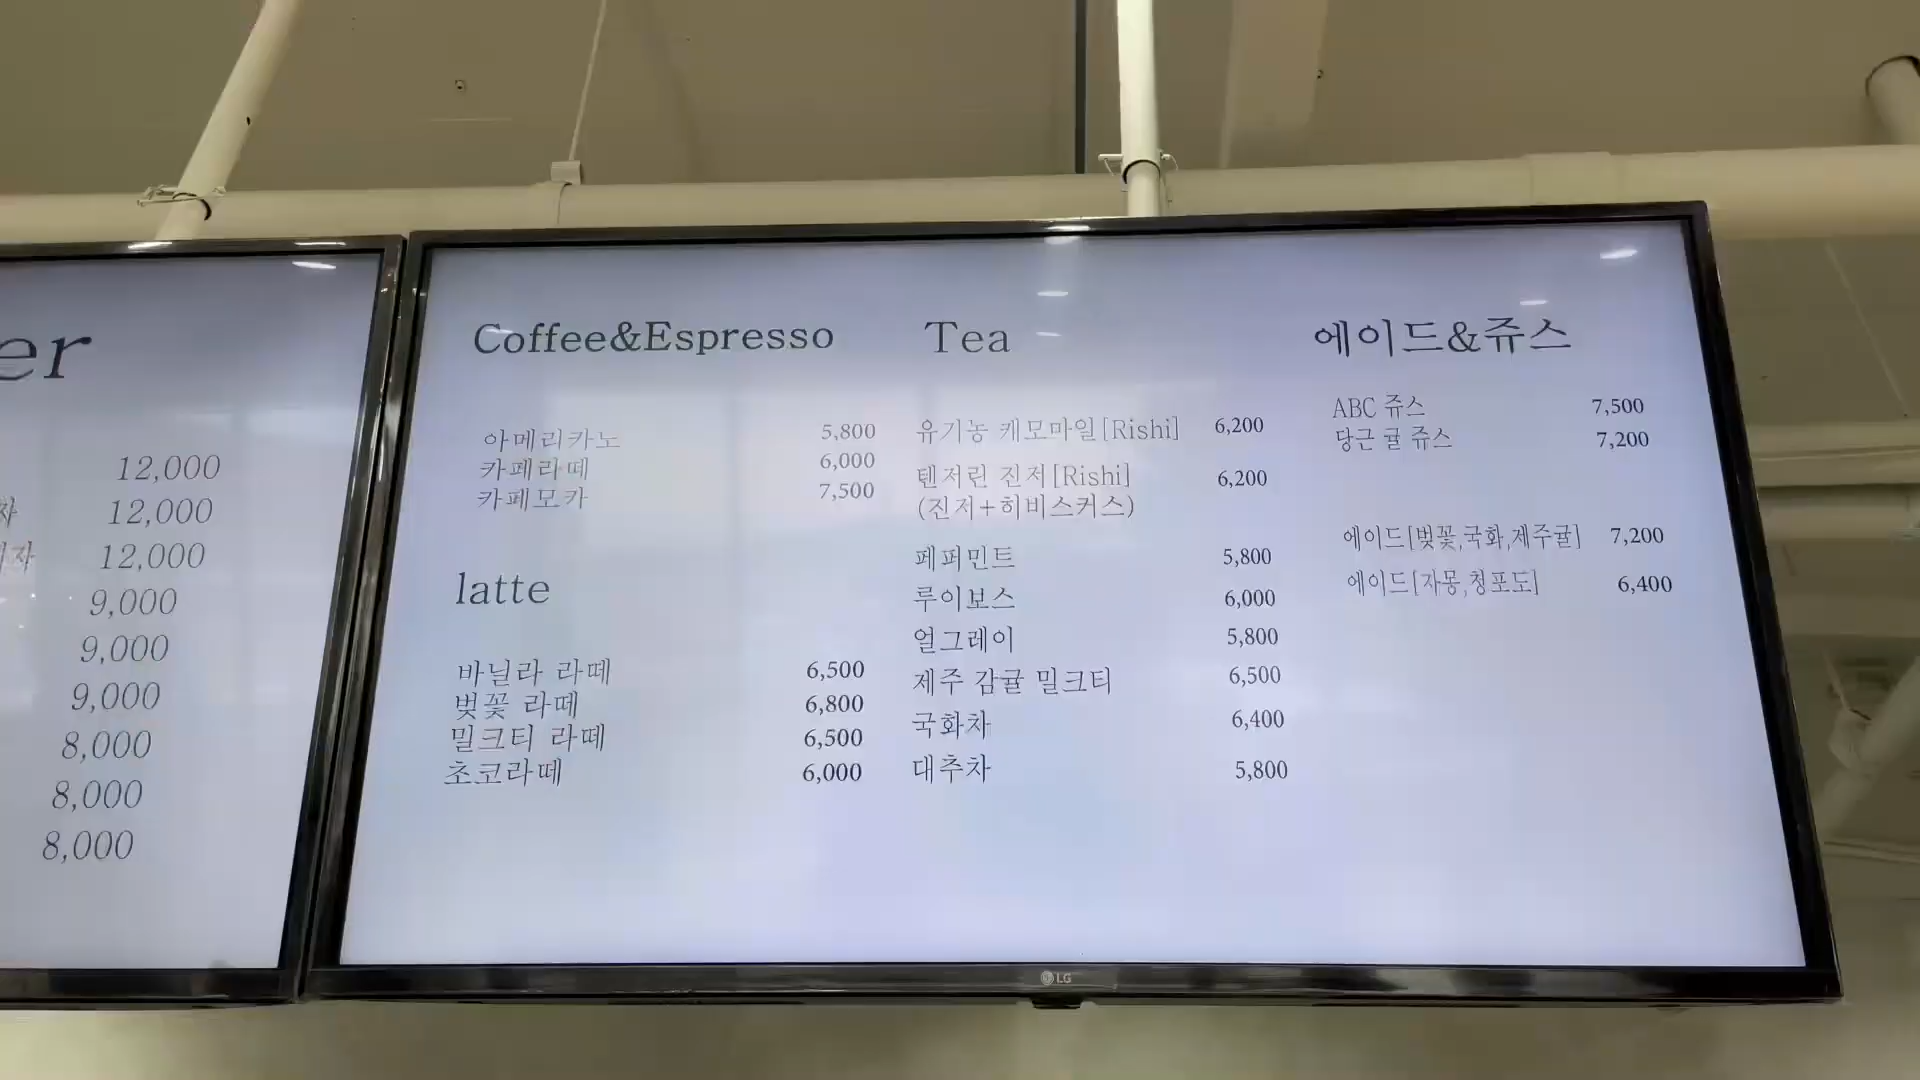 er
12,000
12,000
12,000
9,000
9,000
9,000
8,000
8,000
8,000
Coffee&Espresso
아메리카노 5,800
카페라떼 6,000
카페모카 7,500
latte
바닐라 라떼 6,500
벚꽃 라떼 6,800
밀크티 라떼 6,500
초코라떼 6,000
Tea
유기농 캐모마일[Rishi] 6,200
텐저린 진저[Rishi] 6,200
(진저+히비스커스)
페퍼민트 5,800
루이보스 6,000
얼그레이 5,800
제주 감귤 밀크티 6,500
국화차 6,400
대추차 5,800
에이드&쥬스
ABC 쥬스 7,500
당근 귤 쥬스 7,200
에이드[벚꽃,국화,제주귤] 7,200
에이드[자몽,청포도] 6,400
LG